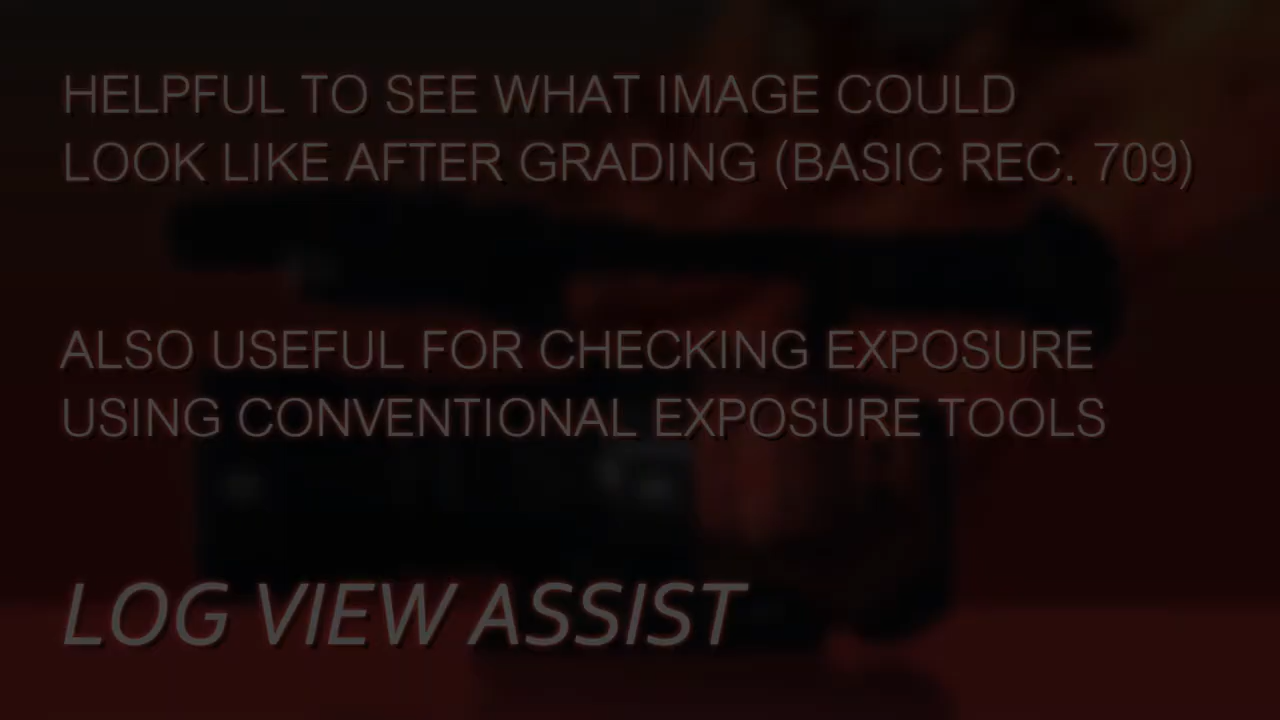 HELPFUL TO SEE WHAT IMAGE COULD
LOOK LIKE AFTER GRADING (BASIC REC. 709)
ALSO USEFUL FOR CHECKING EXPOSURE
USING CONVENTIONAL EXPOSURE TOOLS
LOG VIEW ASSIST